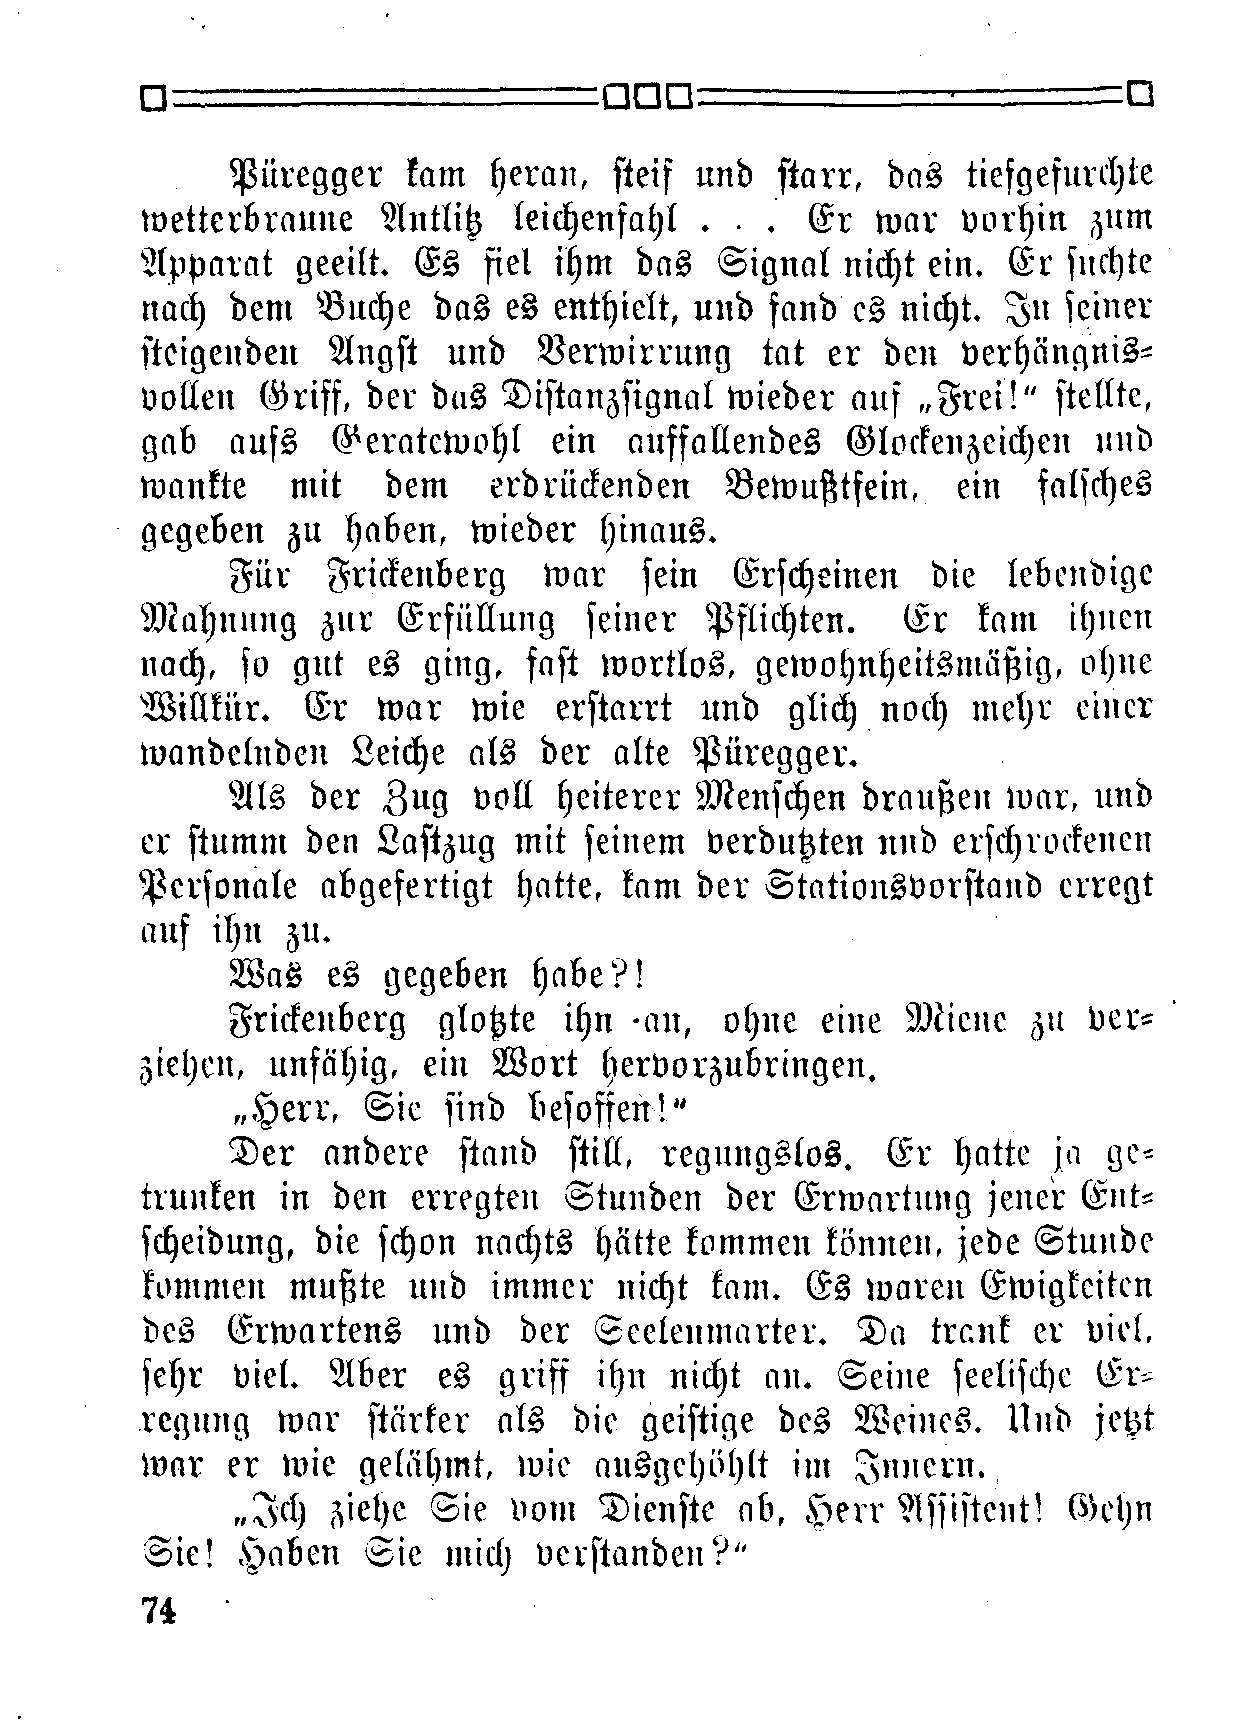 Püregger kam heran, steif und starr, das tiefgefurchte
wetterbraune Antlitz leichenfahl . . . Er war vorhin zum
Apparat geeilt. Es fiel ihm das Signal nicht ein. Er suchte
nach dem Buche das es enthielt, und fand es nicht. In seiner
steigenden Angst und Verwirrung tat er den verhängnis-
vollen Griff, der das Distanzsignal wieder auf „Frei!“ stellte,
gab aufs Geratewohl ein auffallendes Glockenzeichen und
wankte mit dem erdrückenden Bewußtsein, ein falsches
gegeben zu haben, wieder hinaus.
Für Frickenberg war sein Erscheinen die lebendige
Mahnung zur Erfüllung seiner Pflichten. Er kam ihnen
nach, so gut es ging, fast wortlos, gewohnheitsmäßig, ohne
Willkür. Er war wie erstarrt und glich noch mehr einer
wandelnden Leiche als der alte Püregger.
Als der Zug voll heiterer Menschen draußen war, und
er stumm den Lastzug mit seinem verdutzten und erschrockenen
Personale abgefertigt hatte, kam der Stationsvorstand erregt
auf ihn zu.
Was es gegeben habe?!
Frickenberg glotzte ihn an, ohne eine Miene zu ver-
ziehen, unfähig, ein Wort hervorzubringen.
„Herr, Sie sind besoffen!“
Der andere stand still, regungslos. Er hatte ja ge-
trunken in den erregten Stunden der Erwartung jener Ent-
scheidung, die schon nachts hätte kommen können, jede Stunde
kommen mußte und immer nicht kam. Es waren Ewigkeiten
des Erwartens und der Seelenmarter. Da trank er viel,
sehr viel. Aber es griff ihn nicht an. Seine seelische Er-
regung war stärker als die geistige des Weines. Und jetzt
war er wie gelähmt, wie ausgehöhlt im Innern.
„Ich ziehe Sie vom Dienste ab, Herr Assistent! Gehn
Sie! Haben Sie mich verstanden?“
74